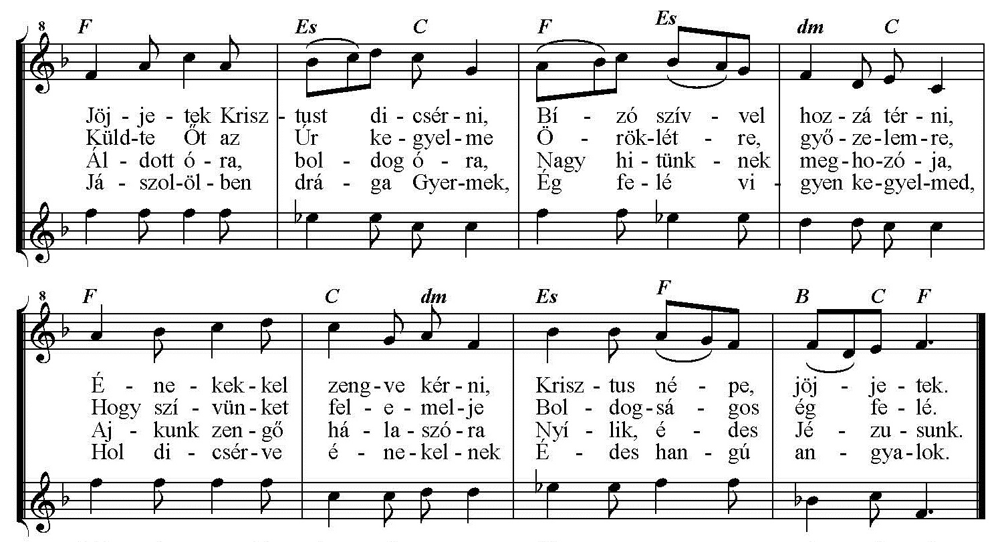 8 F Es C F Es dm C
Jöj - je - tek Krisz - tust di - csér - ni, Bí - zó szív - vel hoz - zá tér - ni,
Küld-te Őt az Úr ke - gyel - me Ö - rök-lét - re, győ - ze - lem - re,
Ál - dott ó - ra, bol - dog ó - ra, Nagy hi - tünk - nek meg - ho - zó - ja,
Já - szol - öl - ben drá - ga Gyer - mek, Ég fe - lé vi - gyen ke - gyel - med,
8 F C dm Es F B C F
É - ne - kek - kel zeng - ve kér - ni, Krisz - tus né - pe, jöj - je - tek.
Hogy szí - vün - ket fel - e - mel - je Bol - dog - sá - gos ég fe - lé.
Aj - kunk zen - gő há - la - szó - ra Nyí - lik, é - des Jé - zu - sunk.
Hol di - csér - ve é - ne - kel - nek É - des han - gú an - gya - lok.